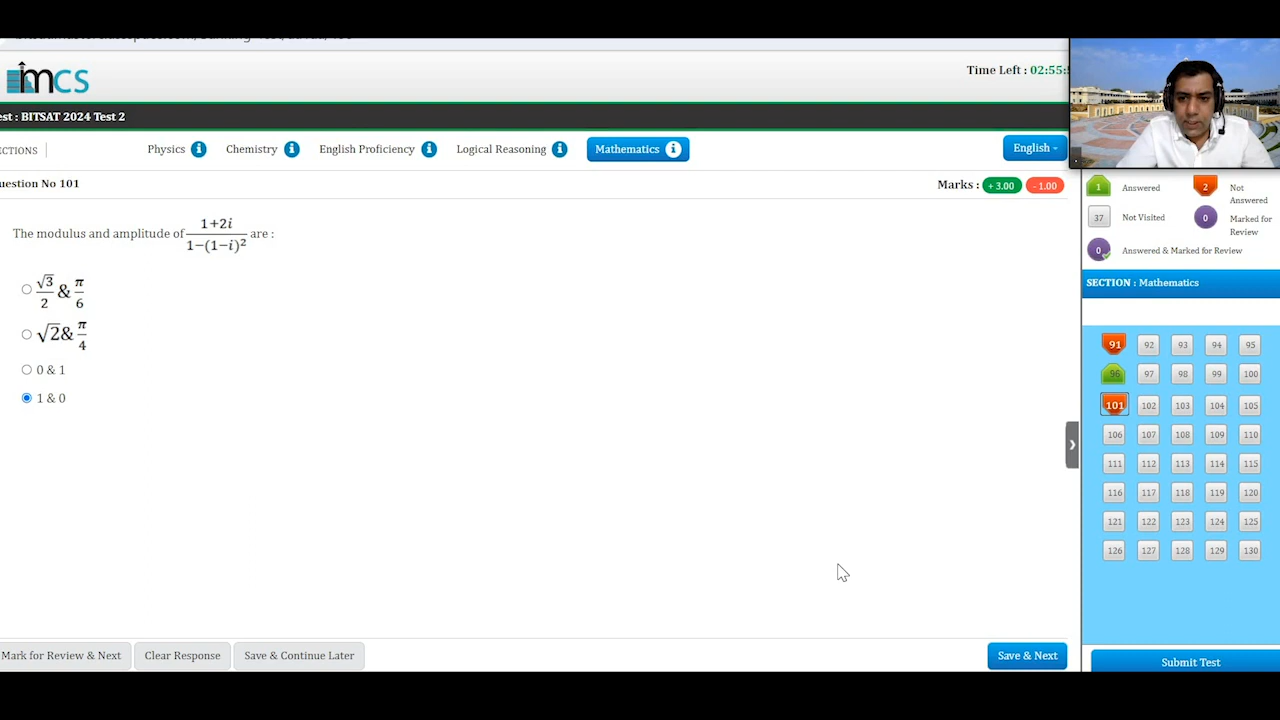 imcs
Time Left : 02:55:
est : BITSAT 2024 Test 2
ECTIONS
Physics i
Chemistry i
English Proficiency i
Logical Reasoning i
Mathematics i
English
uestion No 101
Marks : + 3.00 - 1.00
The modulus and amplitude of \frac{1+2i}{1-(1-i)^2} are :
\frac{√3}{2} & \frac{π}{6}
√2 & \frac{π}{4}
0 & 1
1 & 0
Mark for Review & Next
Clear Response
Save & Continue Later
Save & Next
1 Answered
2 Not Answered
37 Not Visited
0 Marked for Review
0 Answered & Marked for Review
SECTION : Mathematics
91 92 93 94 95
96 97 98 99 100
101 102 103 104 105
106 107 108 109 110
111 112 113 114 115
116 117 118 119 120
121 122 123 124 125
126 127 128 129 130
Submit Test